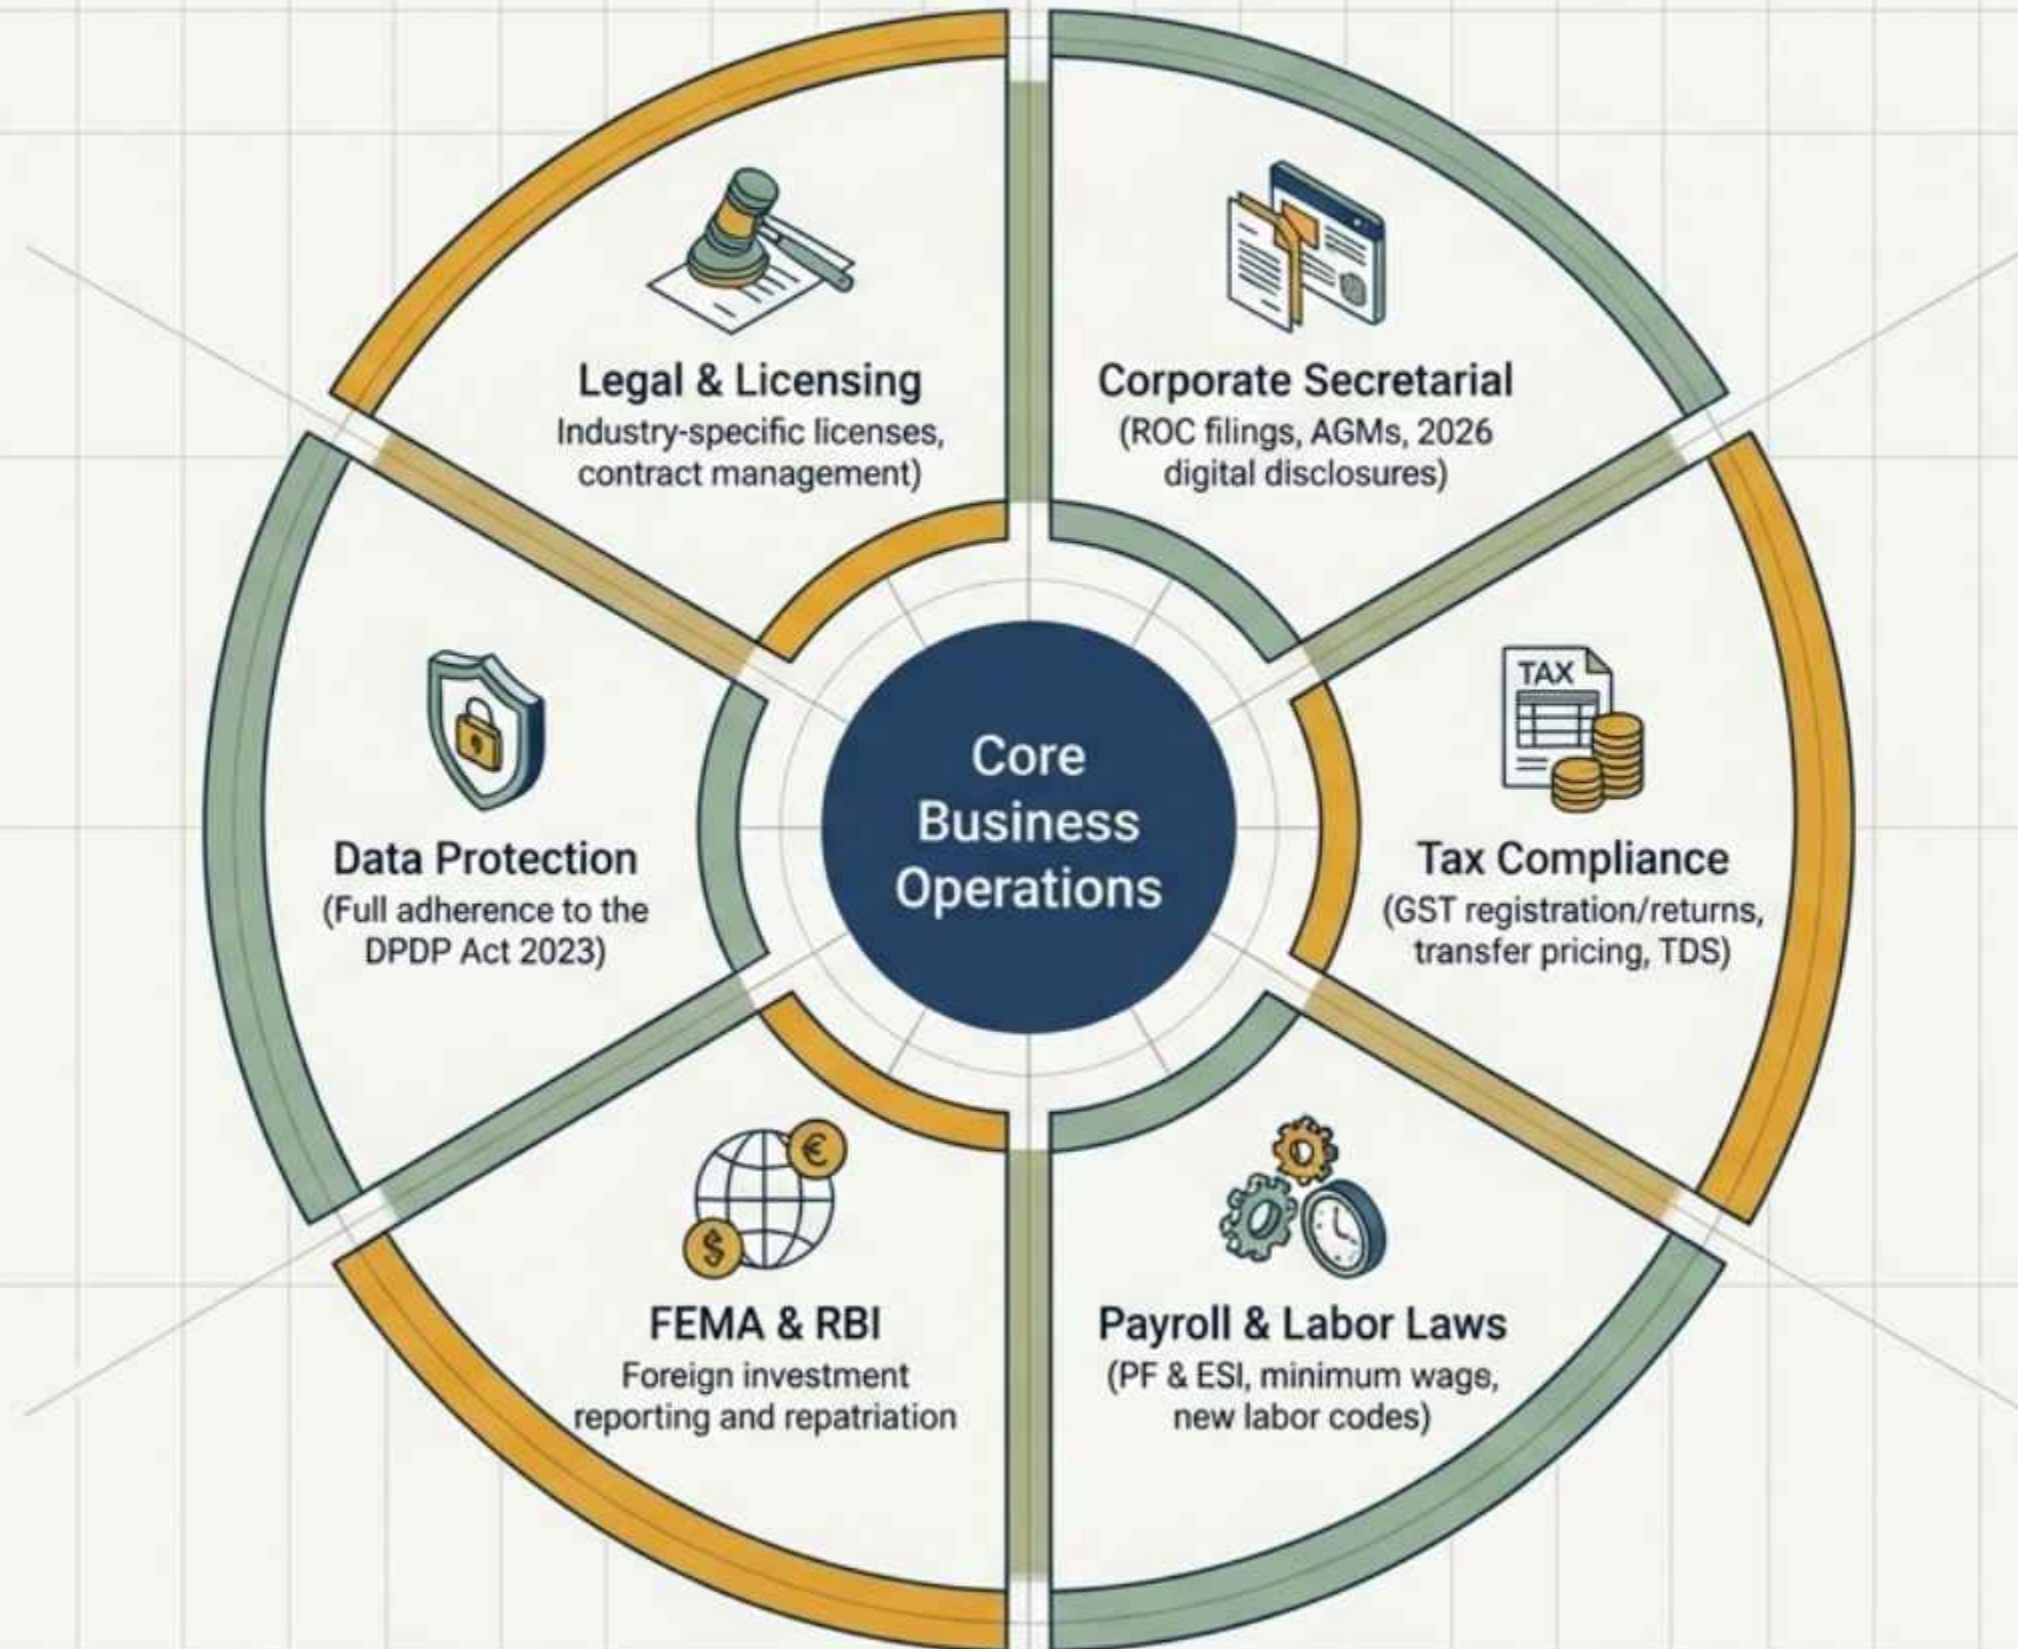 Legal & Licensing
Industry-specific licenses,
contract management)
Corporate Secretarial
(ROC filings, AGMs, 2026
digital disclosures)
Data Protection
(Full adherence to the
DPDP Act 2023)
Core
Business
Operations
TAX
Tax Compliance
(GST registration/returns,
transfer pricing, TDS)
€
$
FEMA & RBI
Foreign investment
reporting and repatriation
Payroll & Labor Laws
(PF & ESI, minimum wage,
new labor codes)